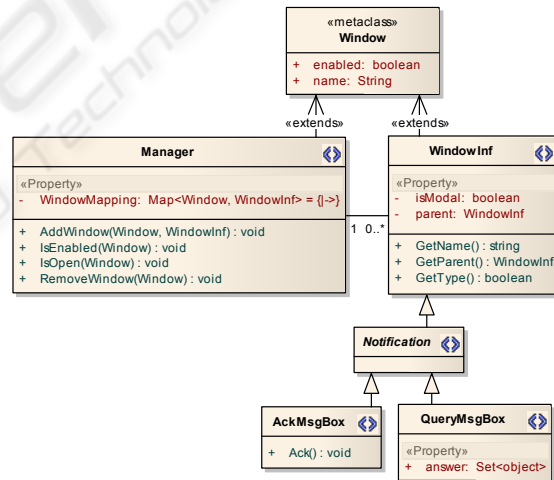 «metaclass»
Window
+ enabled: boolean
+ name: String
«extends» «extends»
Manager
«Property»
- WindowMapping: Map<Window, WindowInf> = {|->}
+ AddWindow(Window, WindowInf) : void
+ IsEnabled(Window) : void
+ IsOpen(Window) : void
+ RemoveWindow(Window) : void
1 0..*
WindowInf
«Property»
- isModal: boolean
- parent: WindowInf
+ GetName() : string
+ GetParent() : WindowInf
+ GetType() : boolean
Notification
AckMsgBox
+ Ack() : void
QueryMsgBox
«Property»
+ answer: Set<object>